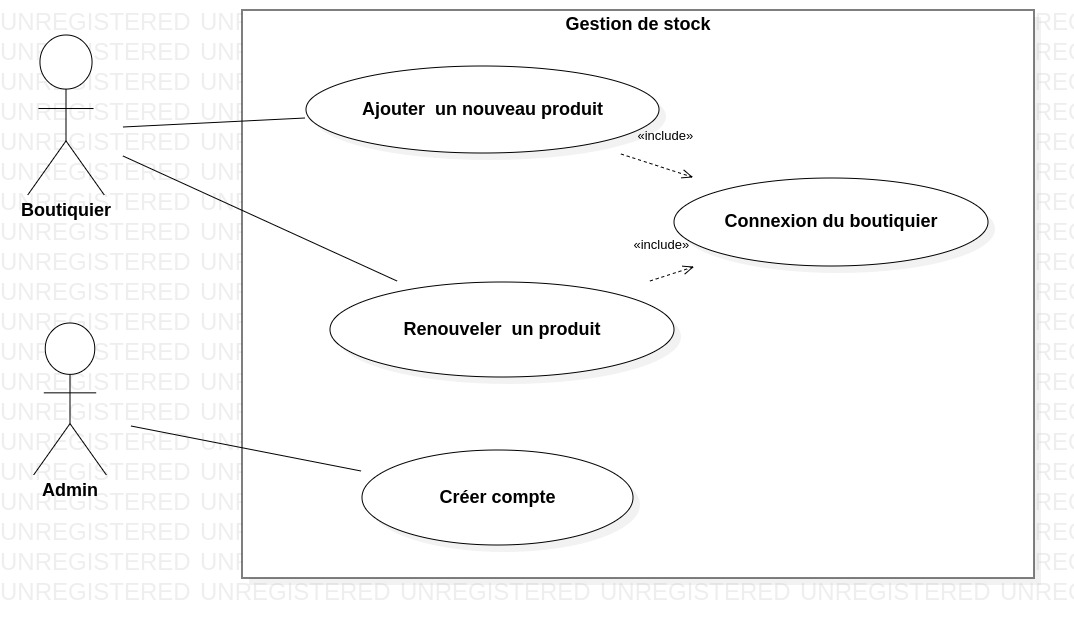 Gestion de stock
Ajouter  un nouveau produit
«include»
Boutiquier
Connexion du boutiquier
«include»
Renouveler  un produit
Admin
Créer compte
UNREGISTERED UNREGISTERED UNREGISTERED UNREGISTERED UNREGISTERED UNREG